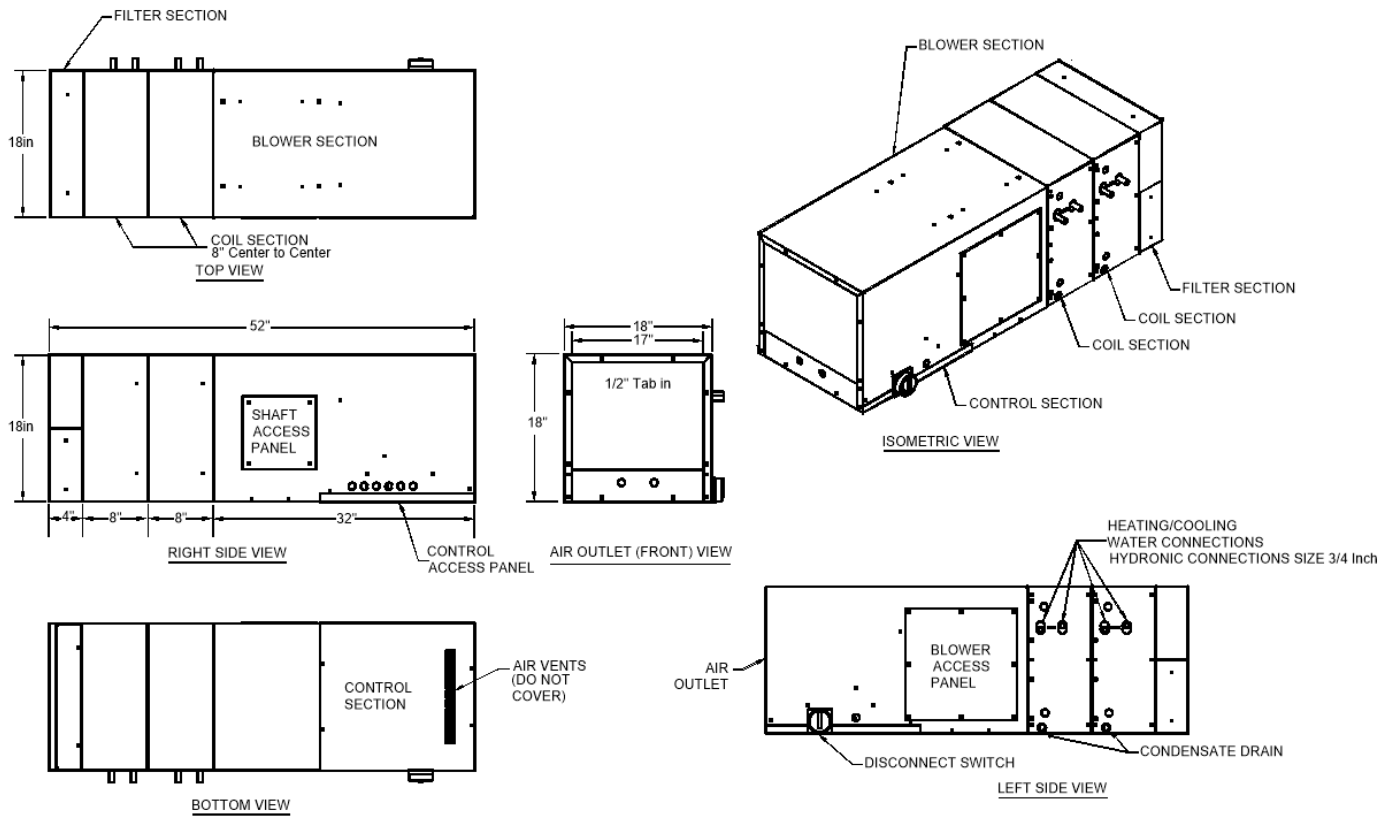 FILTER SECTION
18in
BLOWER SECTION
COIL SECTION
8" Center to Center
TOP VIEW
BLOWER SECTION
FILTER SECTION
COIL SECTION
COIL SECTION
CONTROL SECTION
ISOMETRIC VIEW
52"
18in
SHAFT
ACCESS
PANEL
4"
8"
8"
32"
RIGHT SIDE VIEW
CONTROL
ACCESS PANEL
18"
17"
1/2" Tab in
18"
AIR OUTLET (FRONT) VIEW
HEATING/COOLING
WATER CONNECTIONS
HYDRONIC CONNECTIONS SIZE 3/4 Inch
AIR
OUTLET
BLOWER
ACCESS
PANEL
DISCONNECT SWITCH
CONDENSATE DRAIN
LEFT SIDE VIEW
CONTROL
SECTION
AIR VENTS
(DO NOT
COVER)
BOTTOM VIEW